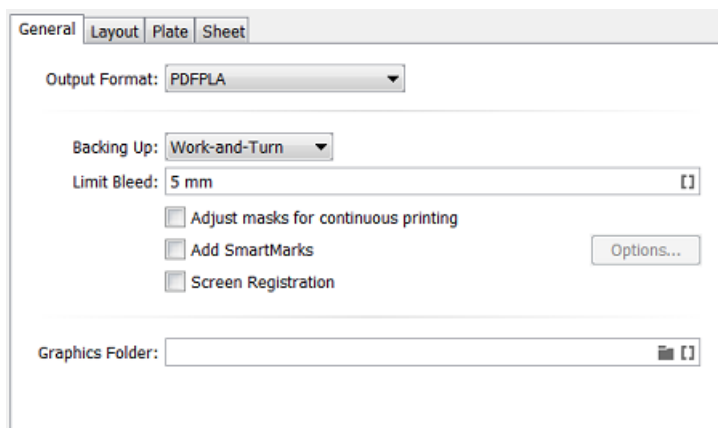 General Layout Plate Sheet
Output Format: PDFPLA
Backing Up: Work-and-Turn
Limit Bleed: 5 mm
Adjust masks for continuous printing
Add SmartMarks Options...
Screen Registration
Graphics Folder: